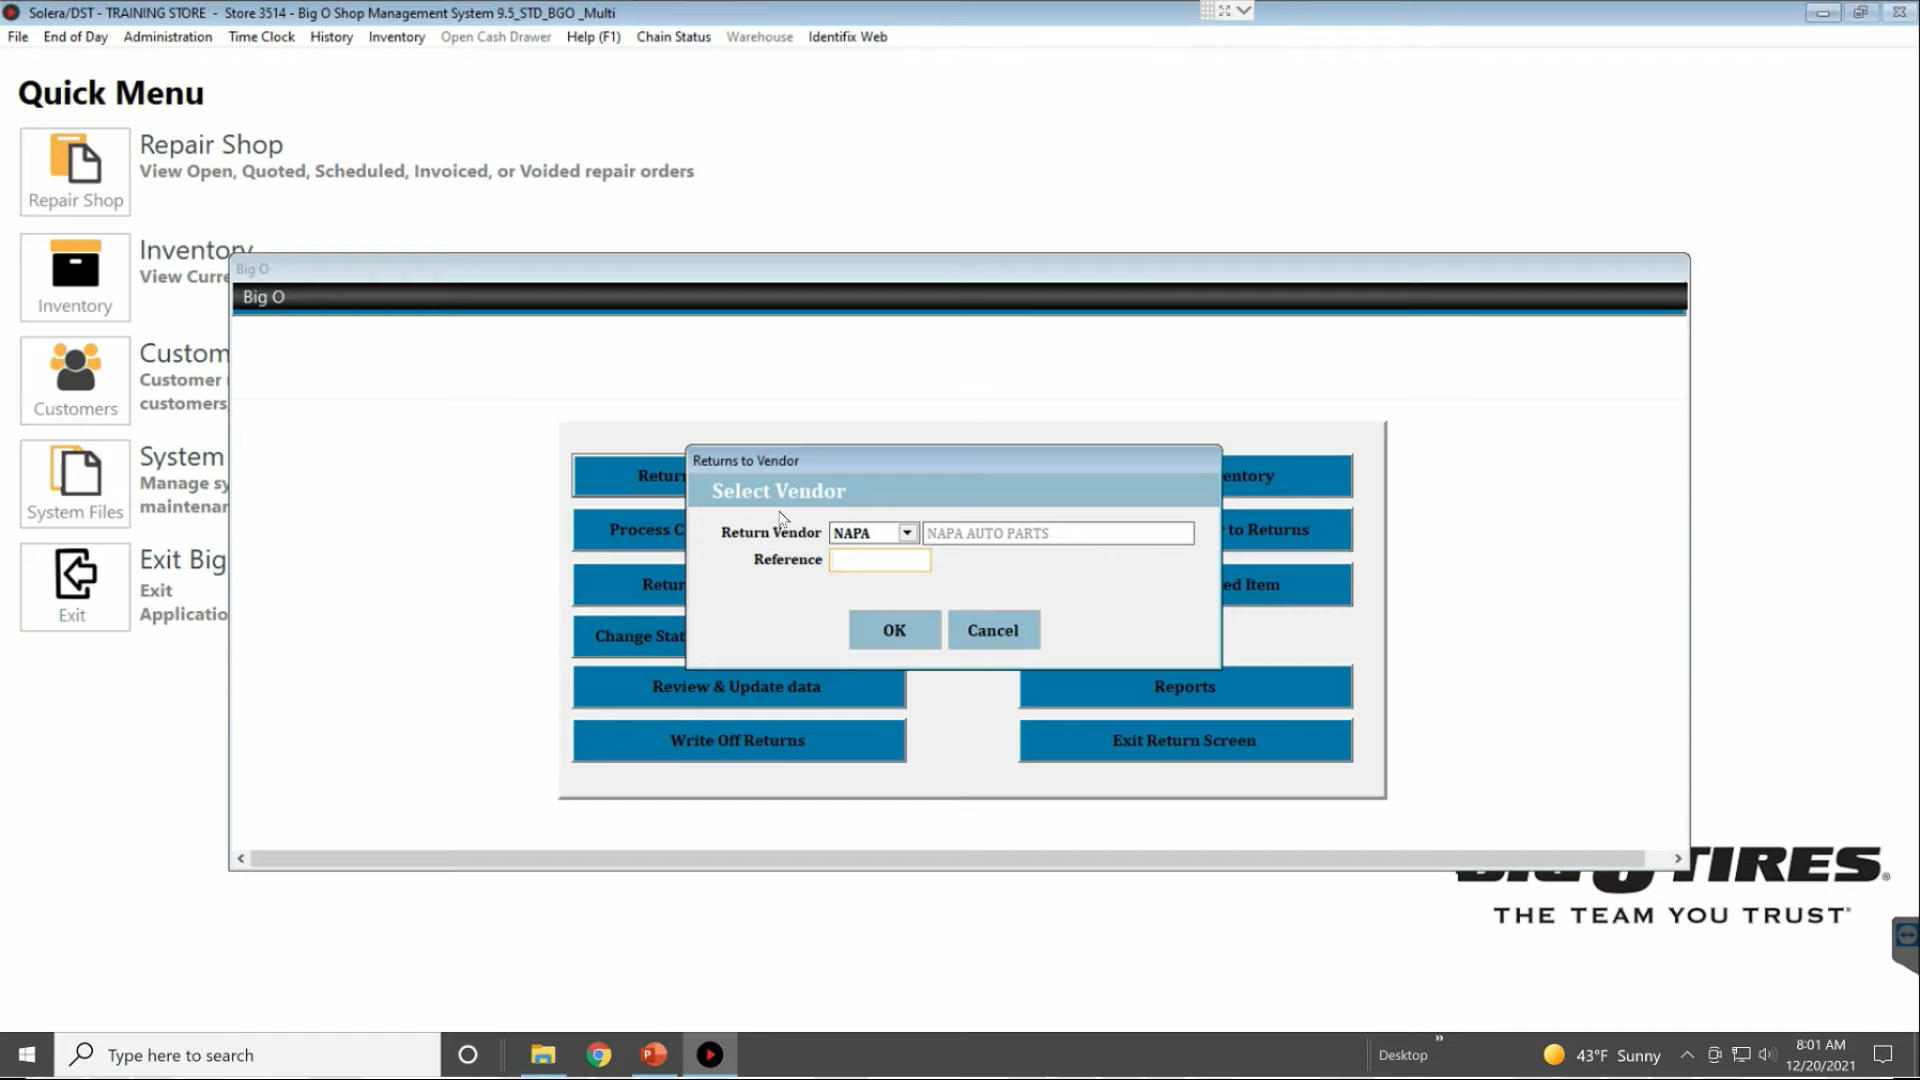 Solera/DST - TRAINING STORE - Store 3514 - Big O Shop Management System 9.5_STD_BGO _Multi
File End of Day Administration Time Clock History Inventory Open Cash Drawer Help (F1) Chain Status Warehouse Identifix Web
Quick Menu
Repair Shop
Repair Shop
View Open, Quoted, Scheduled, Invoiced, or Voided repair orders
Inventory
Inventory
View Curre
Customers
Custom
Customer
customers,
System Files
System
Manage sy
maintenan
Exit
Exit Big
Exit
Applicatio
Big O
Big O
Return
entory
Process C
to Returns
Retur
ed Item
Change Stat
Review & Update data
Reports
Write Off Returns
Exit Return Screen
Returns to Vendor
Select Vendor
Return Vendor NAPA NAPA AUTO PARTS
Reference
OK Cancel
TIRES®
THE TEAM YOU TRUST®
Type here to search
Desktop
43°F Sunny
8:01 AM
12/20/2021